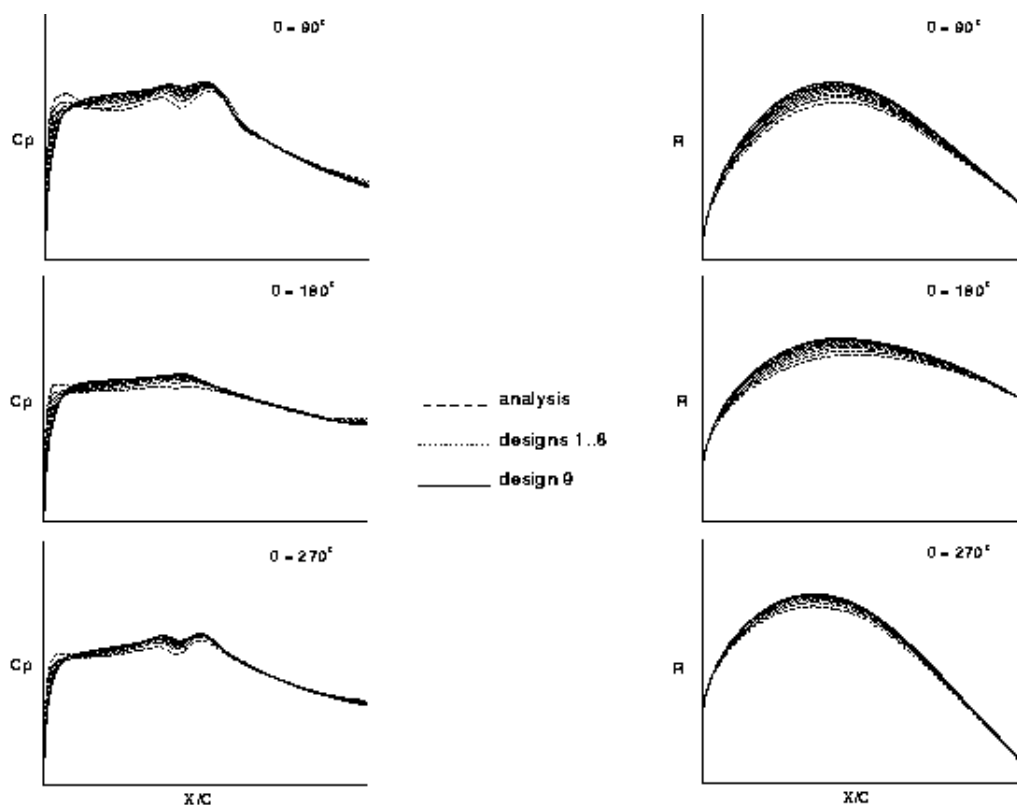 θ = 90°
θ = 90°
Cp
R
θ = 180°
θ = 180°
Cp
R
analysis
designs 1..8
design 9
θ = 270°
θ = 270°
Cp
R
X/C
X/C